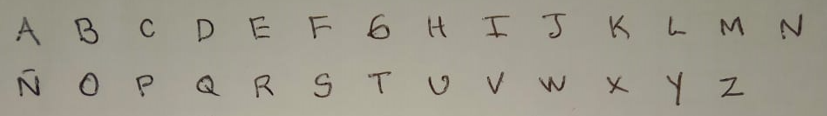 A B C D E F G H I J K L M N
Ñ O P Q R S T U V W X Y Z